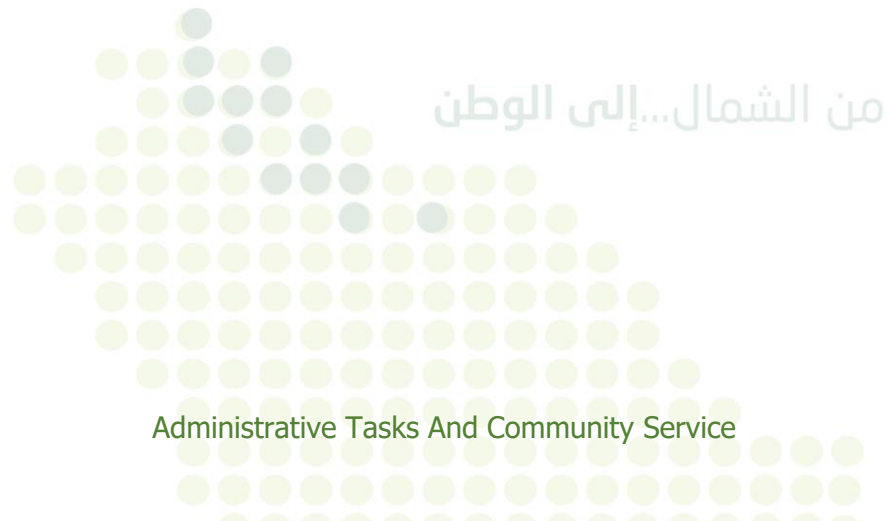 من الشمال...إلى الوطن
Administrative Tasks And Community Service